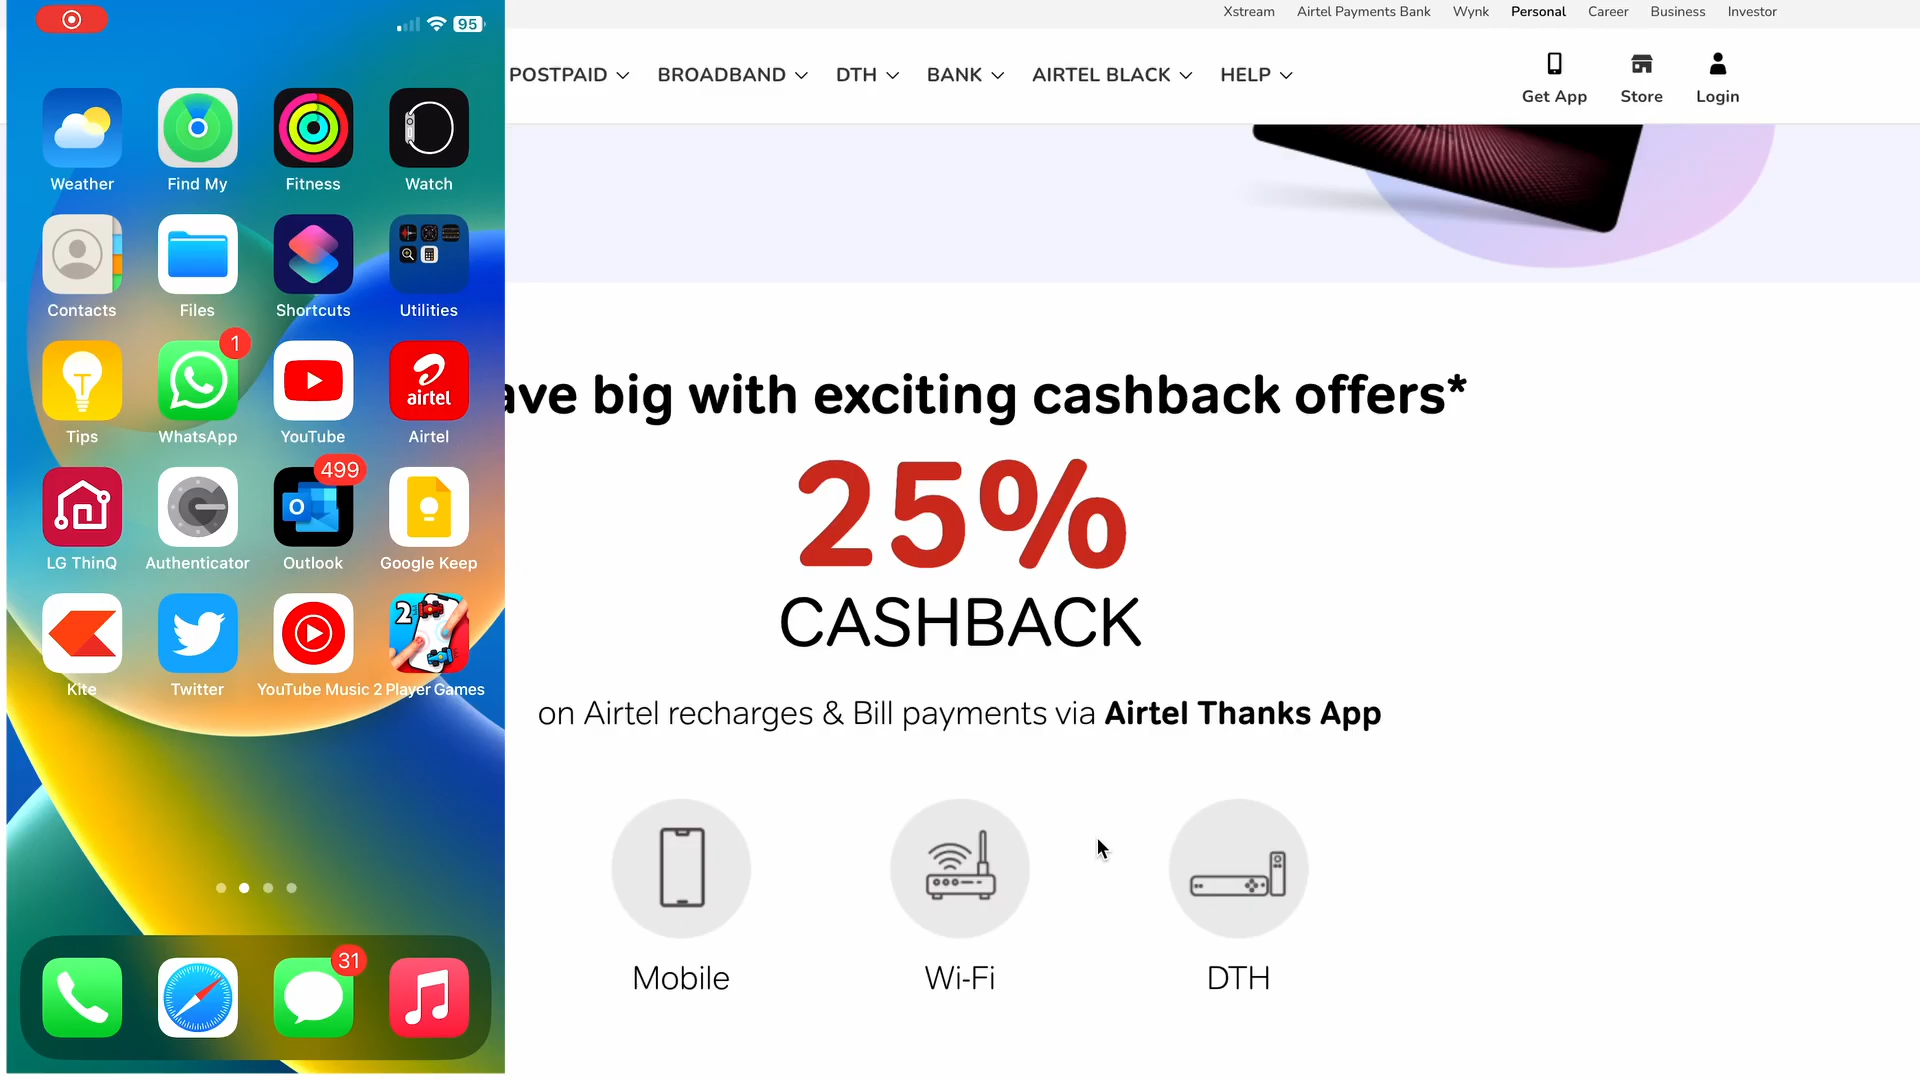 95
Weather
Find My
Fitness
Watch
Contacts
Files
Shortcuts
Utilities
1
airtel
Tips
WhatsApp
YouTube
Airtel
499
LG ThinQ
Authenticator
Outlook
Google Keep
2
Kite
Twitter
YouTube Music
2 Player Games
31
Xstream
Airtel Payments Bank
Wynk
Personal
Career
Business
Investor
POSTPAID
BROADBAND
DTH
BANK
AIRTEL BLACK
HELP
Get App
Store
Login
ave big with exciting cashback offers*
25%
CASHBACK
on Airtel recharges & Bill payments via Airtel Thanks App
Mobile
Wi-Fi
DTH